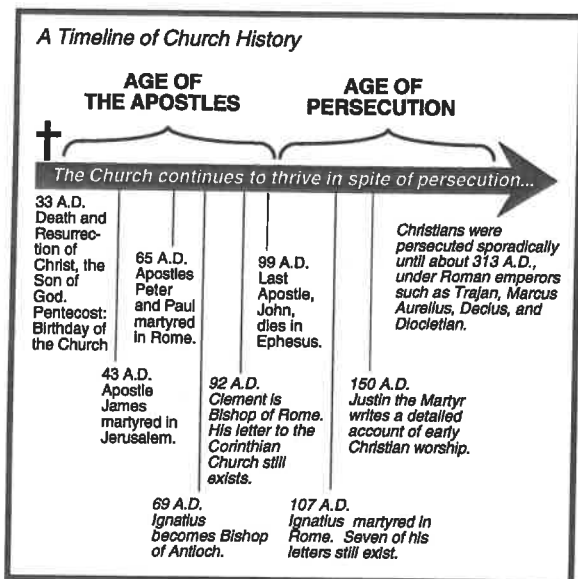 A Timeline of Church History
AGE OF
THE APOSTLES
AGE OF
PERSECUTION
The Church continues to thrive in spite of persecution...
33 A.D.
Death and
Resurrec-
tion of
Christ, the
Son of
God.
Pentecost:
Birthday of
the Church
43 A.D.
Apostle
James
martyred in
Jerusalem.
65 A.D.
Apostles
Peter
and Paul
martyred
in Rome.
69 A.D.
Ignatius
becomes Bishop
of Antioch.
92 A.D.
Clement is
Bishop of Rome.
His letter to the
Corinthian
Church still
exists.
99 A.D.
Last
Apostle,
John,
dies in
Ephesus.
107 A.D.
Ignatius martyred in
Rome. Seven of his
letters still exist.
150 A.D.
Justin the Martyr
writes a detailed
account of early
Christian worship.
Christians were
persecuted sporadically
until about 313 A.D.,
under Roman emperors
such as Trajan, Marcus
Aurelius, Decius, and
Diocletian.